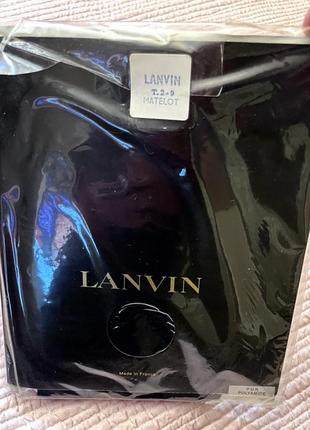 LANVIN
T.2-9
MATELOT
LANVIN
Made in France
PUR
POLYAMIDE